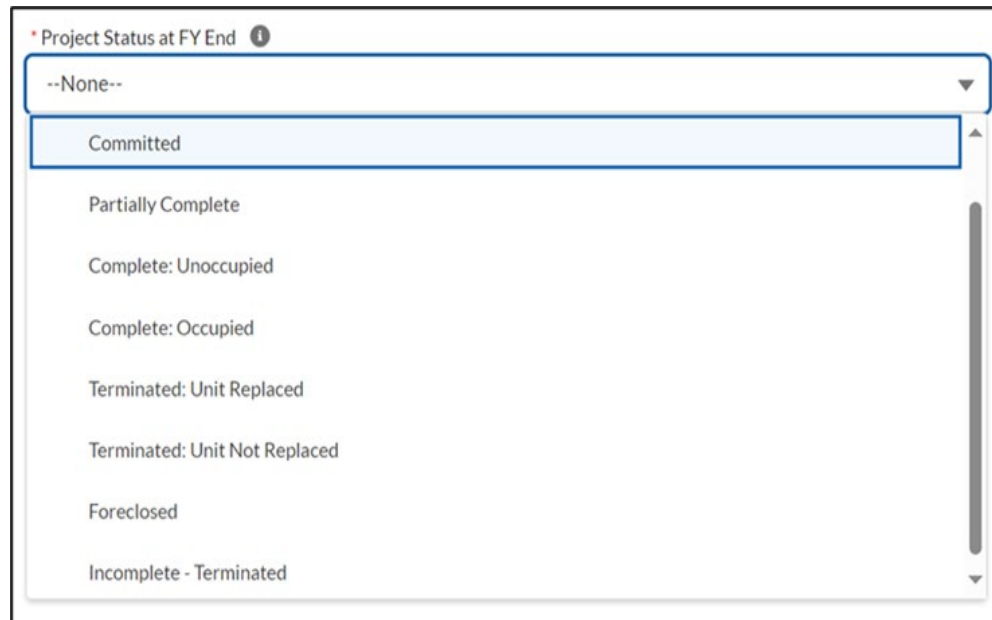 * Project Status at FY End
--None--
Committed
Partially Complete
Complete: Unoccupied
Complete: Occupied
Terminated: Unit Replaced
Terminated: Unit Not Replaced
Foreclosed
Incomplete - Terminated